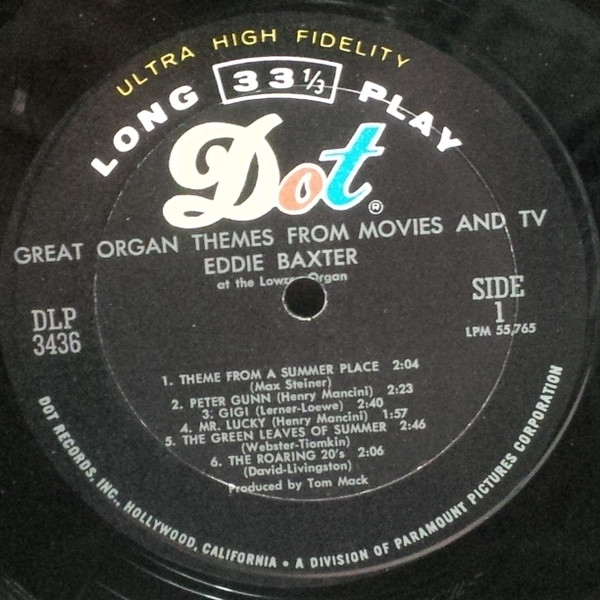 ULTRA HIGH FIDELITY
LONG 33 1/3 PLAY
Dot ®
GREAT ORGAN THEMES FROM MOVIES AND TV
EDDIE BAXTER
at the Organ
DLP
3436
SIDE
1
LPM 55,765
1. THEME FROM A SUMMER PLACE 2:04
(Max Steiner)
2. PETER GUNN (Henry Mancini) 2:23
3. GIGI (Lerner-Loewe) 2:40
4. MR. LUCKY (Henry Mancini) 1:57
5. THE GREEN LEAVES OF SUMMER 2:46
(Webster-Tiomkin)
6. THE ROARING 20's 2:06
(David-Livingston)
Produced by Tom Mack
DOT RECORDS, INC., HOLLYWOOD, CALIFORNIA • A DIVISION OF PARAMOUNT PICTURES CORPORATION